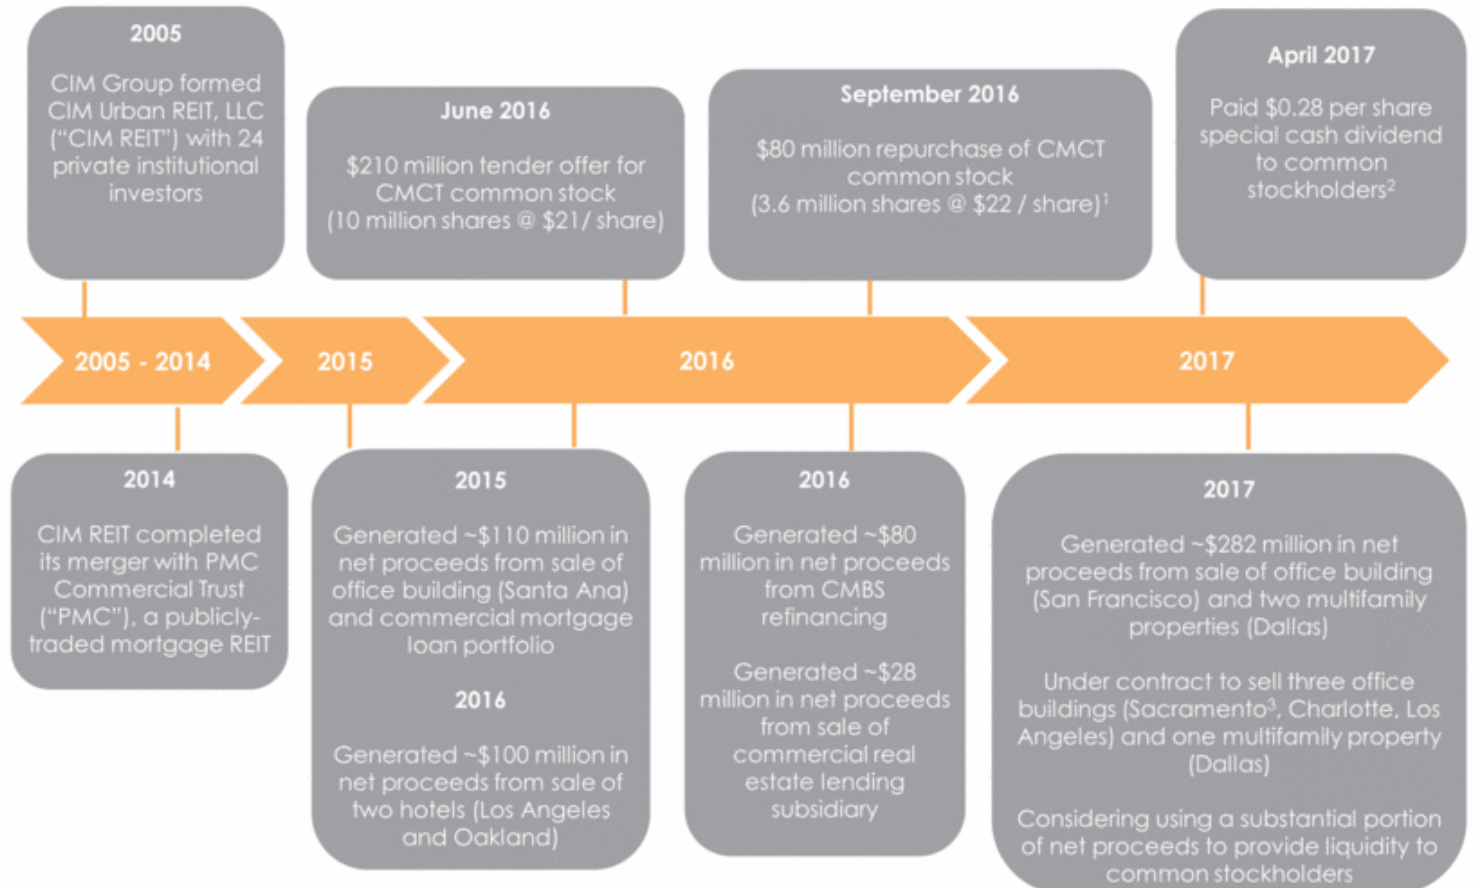 2005
CIM Group formed
CIM Urban REIT, LLC
(“CIM REIT”) with 24
private institutional
investors
June 2016
$210 million tender offer for
CMCT common stock
(10 million shares @ $21/ share)
September 2016
$80 million repurchase of CMCT
common stock
(3.6 million shares @ $22 / share)¹
April 2017
Paid $0.28 per share
special cash dividend
to common
stockholders²
2005 - 2014
2015
2016
2017
2014
CIM REIT completed
its merger with PMC
Commercial Trust
(“PMC”), a publicly-
traded mortgage REIT
2015
Generated ~$110 million in
net proceeds from sale of
office building (Santa Ana)
and commercial mortgage
loan portfolio
2016
Generated ~$100 million in
net proceeds from sale of
two hotels (Los Angeles
and Oakland)
2016
Generated ~$80
million in net proceeds
from CMBS
refinancing
Generated ~$28
million in net proceeds
from sale of
commercial real
estate lending
subsidiary
2017
Generated ~$282 million in net
proceeds from sale of office building
(San Francisco) and two multifamily
properties (Dallas)
Under contract to sell three office
buildings (Sacramento³, Charlotte, Los
Angeles) and one multifamily property
(Dallas)
Considering using a substantial portion
of net proceeds to provide liquidity to
common stockholders